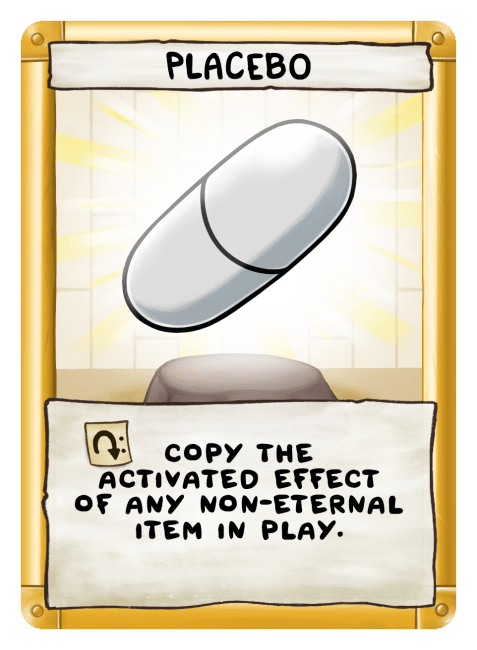 PLACEBO
: COPY THE
ACTIVATED EFFECT
OF ANY NON-ETERNAL
ITEM IN PLAY.